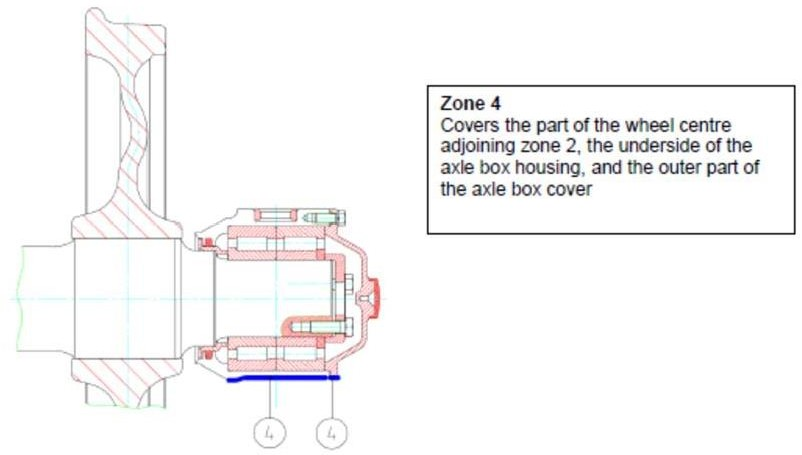 Zone 4
Covers the part of the wheel centre
adjoining zone 2, the underside of the
axle box housing, and the outer part of
the axle box cover
4 4